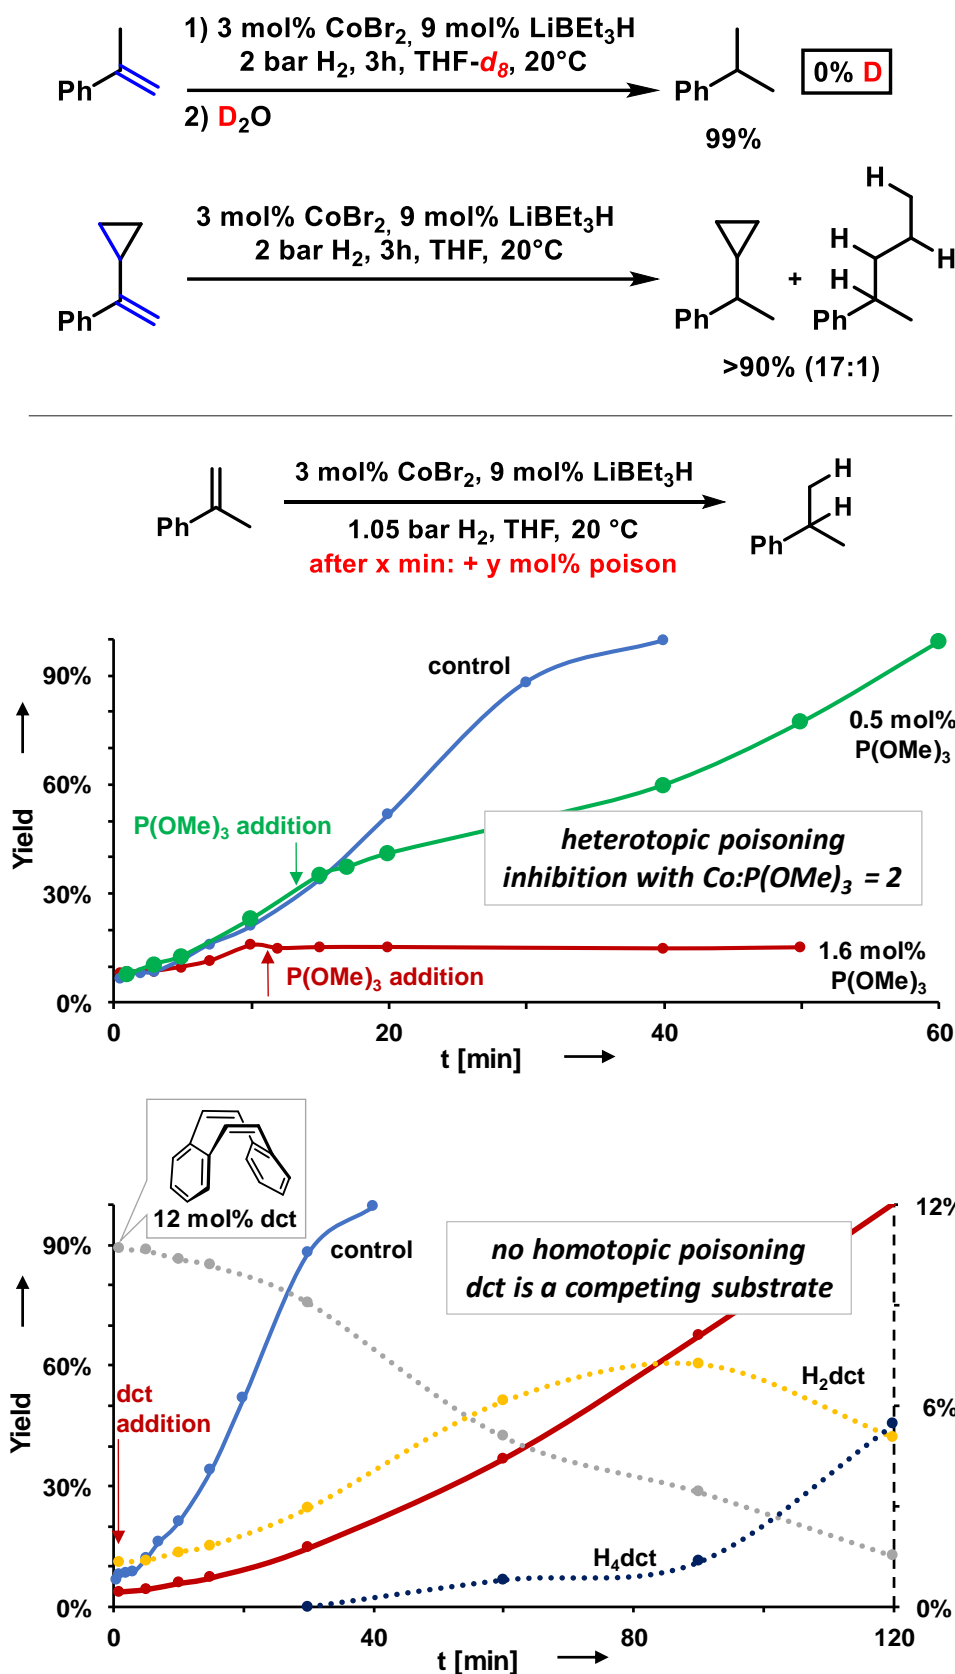 1) 3 mol% CoBr2, 9 mol% LiBEt3H
2 bar H2, 3h, THF-d8, 20°C
2) D2O
Ph
Ph
0% D
99%
3 mol% CoBr2, 9 mol% LiBEt3H
2 bar H2, 3h, THF, 20°C
Ph
Ph
+
H
H
H
H
Ph
>90% (17:1)
3 mol% CoBr2, 9 mol% LiBEt3H
1.05 bar H2, THF, 20 °C
after x min: + y mol% poison
Ph
H
H
Ph
Yield
90%
60%
30%
0%
control
0.5 mol%
P(OMe)3
P(OMe)3 addition
heterotopic poisoning
inhibition with Co:P(OMe)3 = 2
P(OMe)3 addition
1.6 mol%
P(OMe)3
0
20
40
60
t [min]
12 mol% dct
Yield
90%
60%
30%
0%
control
no homotopic poisoning
dct is a competing substrate
dct
addition
H2dct
H4dct
12%
6%
0%
0
40
80
120
t [min]